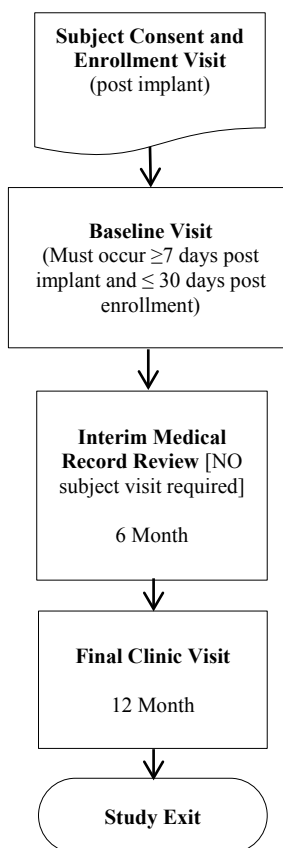 Subject Consent and
Enrollment Visit
(post implant)
Baseline Visit
(Must occur ≥7 days post
implant and ≤ 30 days post
enrollment)
Interim Medical
Record Review [NO
subject visit required]
6 Month
Final Clinic Visit
12 Month
Study Exit